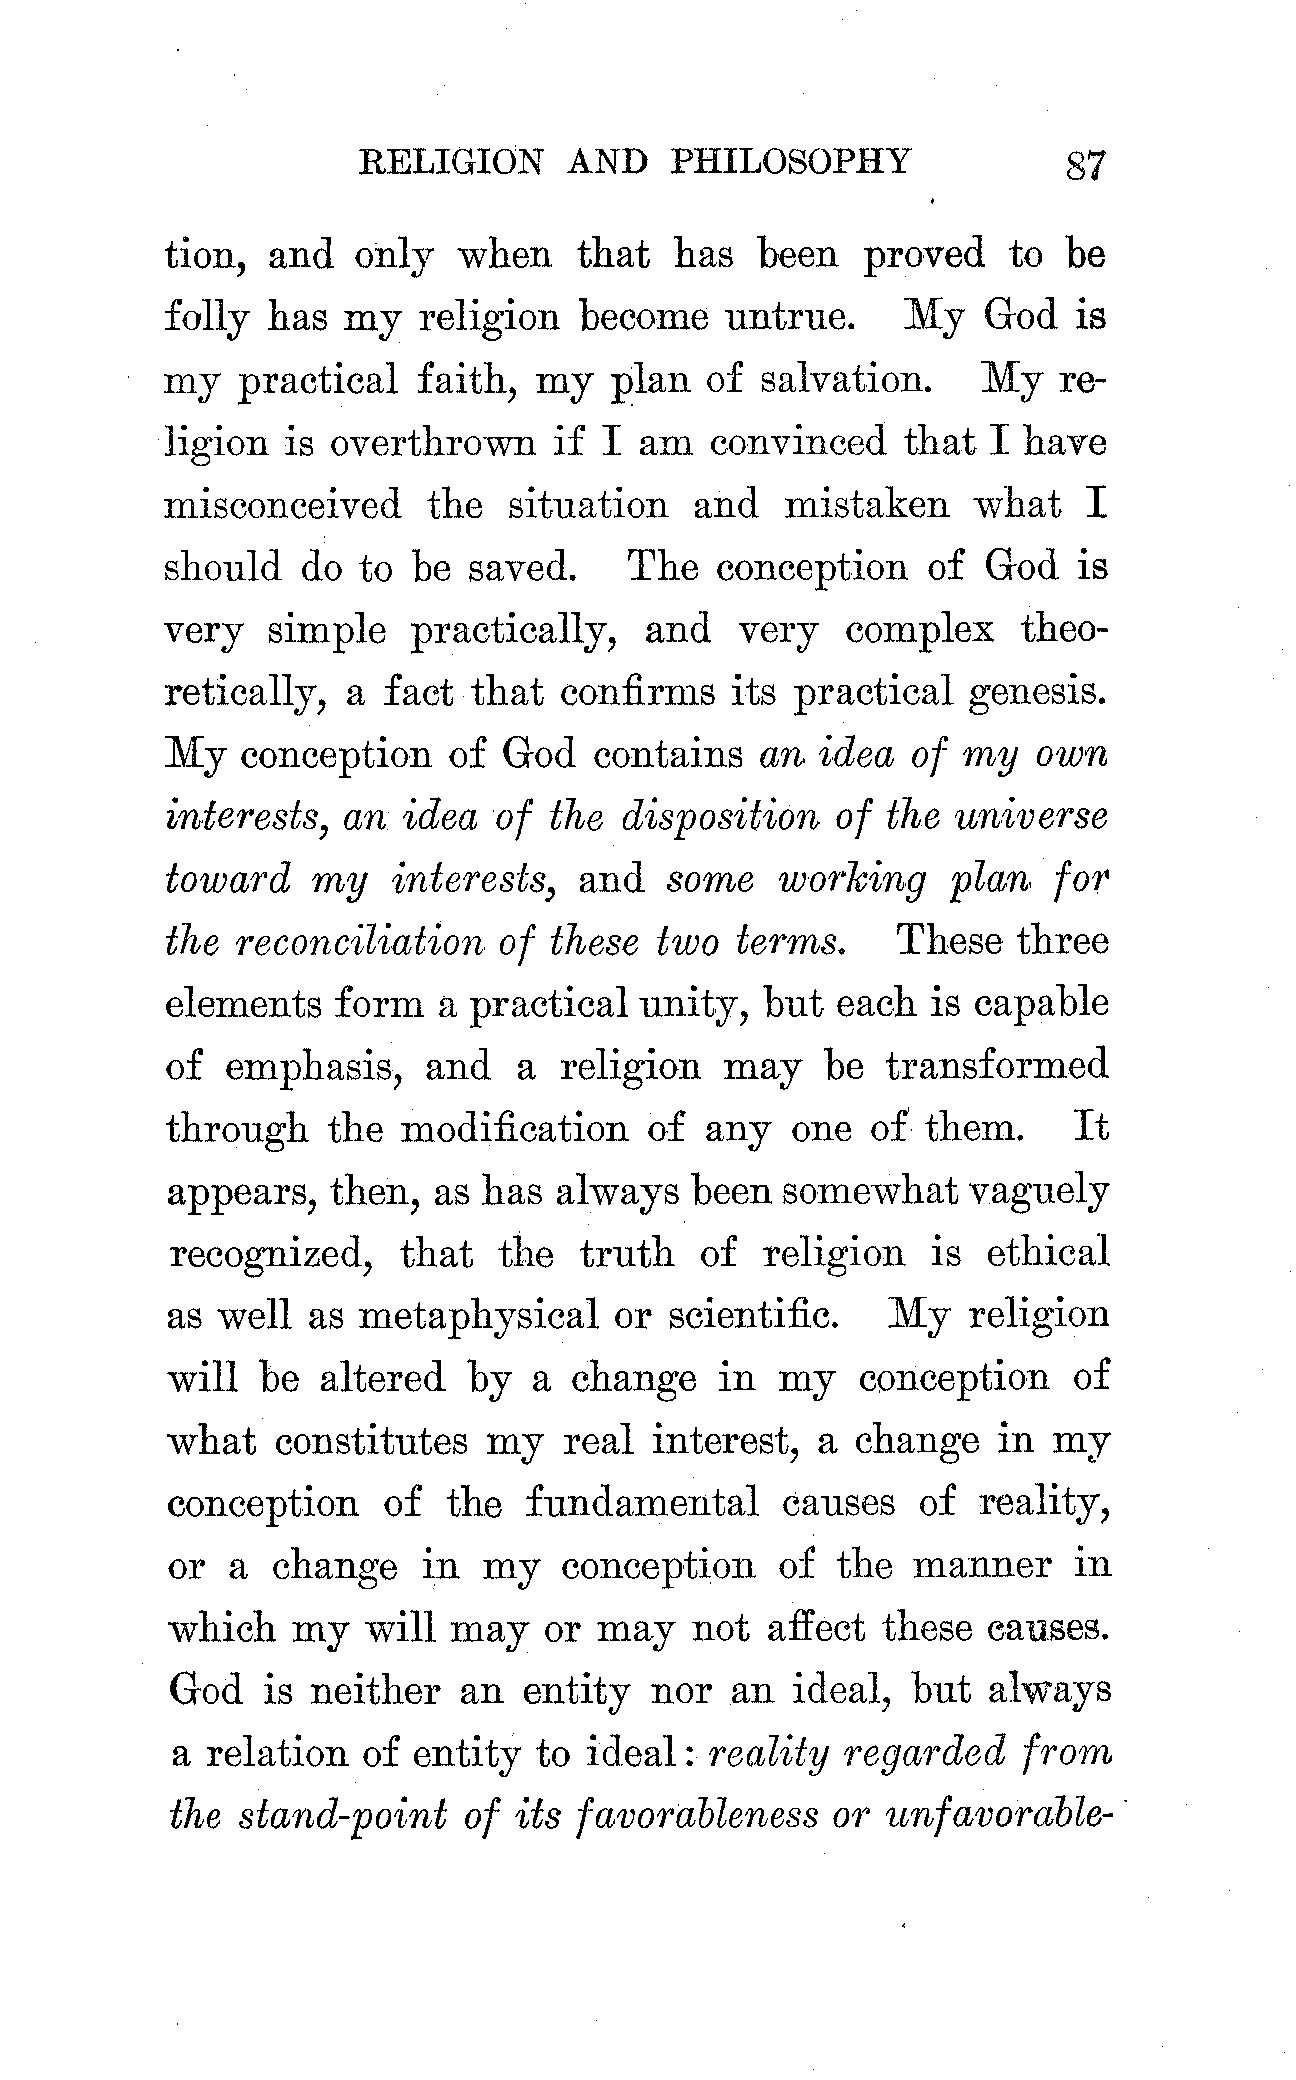 RELIGION AND PHILOSOPHY 87
tion, and only when that has been proved to be
folly has my religion become untrue. My God is
my practical faith, my plan of salvation. My re-
ligion is overthrown if I am convinced that I have
misconceived the situation and mistaken what I
should do to be saved. The conception of God is
very simple practically, and very complex theo-
retically, a fact that confirms its practical genesis.
My conception of God contains an idea of my own
interests, an idea of the disposition of the universe
toward my interests, and some working plan for
the reconciliation of these two terms. These three
elements form a practical unity, but each is capable
of emphasis, and a religion may be transformed
through the modification of any one of them. It
appears, then, as has always been somewhat vaguely
recognized, that the truth of religion is ethical
as well as metaphysical or scientific. My religion
will be altered by a change in my conception of
what constitutes my real interest, a change in my
conception of the fundamental causes of reality,
or a change in my conception of the manner in
which my will may or may not affect these causes.
God is neither an entity nor an ideal, but always
a relation of entity to ideal: reality regarded from
the stand-point of its favorableness or unfavorable-